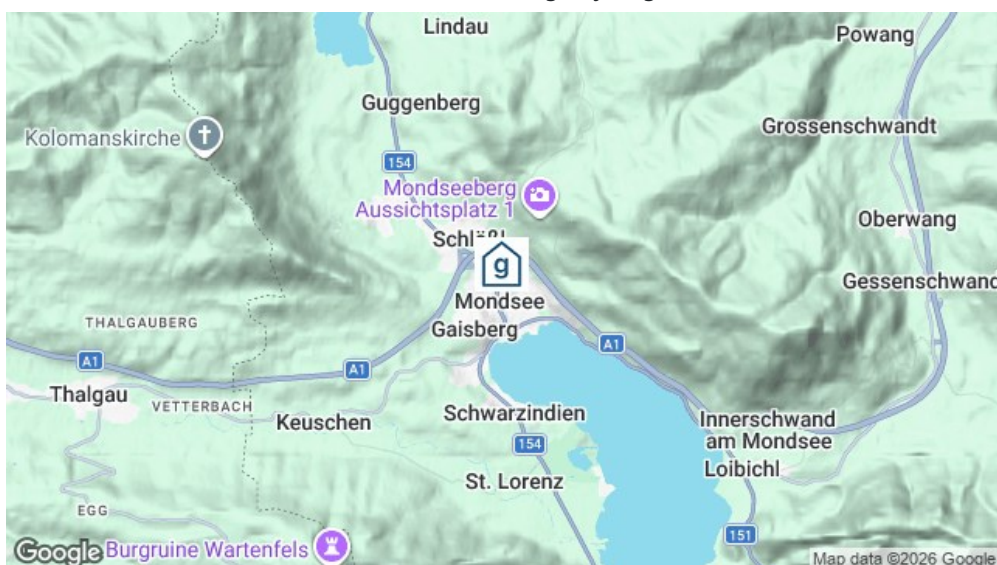 Lindau
Powang
Guggenberg
Kolomanskirche
Grossenschwandt
154
Mondseeberg
Aussichtsplatz 1
Oberwang
g
Gessenschwand
Mondsee
THALGAUBERG
Gaisberg
A1
A1
A1
Thalgau
VETTERBACH
Keuschen
Schwarzindien
Innerschwand
am Mondsee
154
Loibichl
St. Lorenz
EGG
151
Google
Burgruine Wartenfels
Map data ©2026 Google